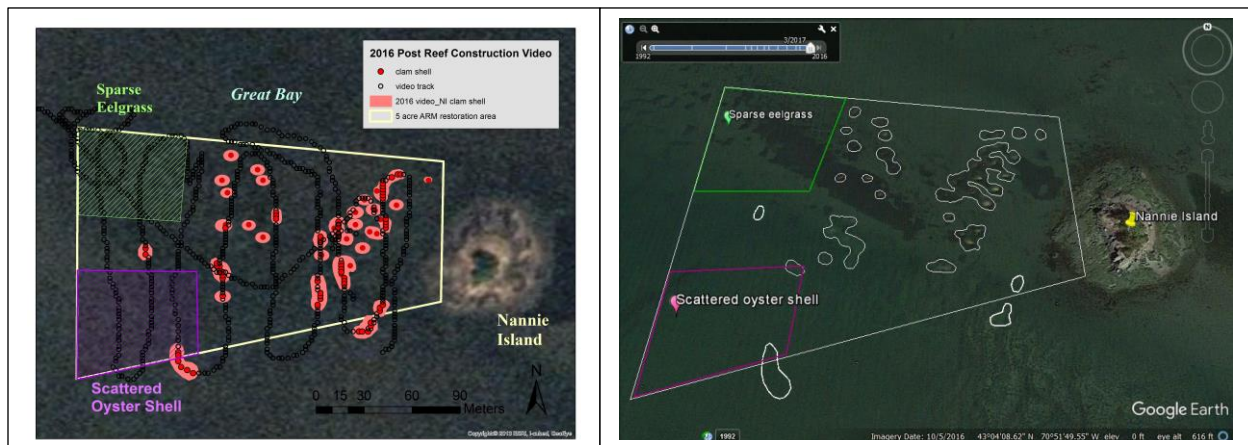 2016 Post Reef Construction Video
clam shell
video_track
2016 video_NI clam shell
5 acre ARM restoration area
Sparse
Eelgrass
Great Bay
Nannie
Island
Scattered
Oyster Shell
N
0 15 30 60 90
Meters
3/2017
1992
2016
N
Sparse eelgrass
Nannie Island
Scattered oyster shell
Google Earth
1992
Imagery Date: 10/5/2016 43°04'08.62" N 70°51'49.55" W elev 0 ft eye alt 616 ft